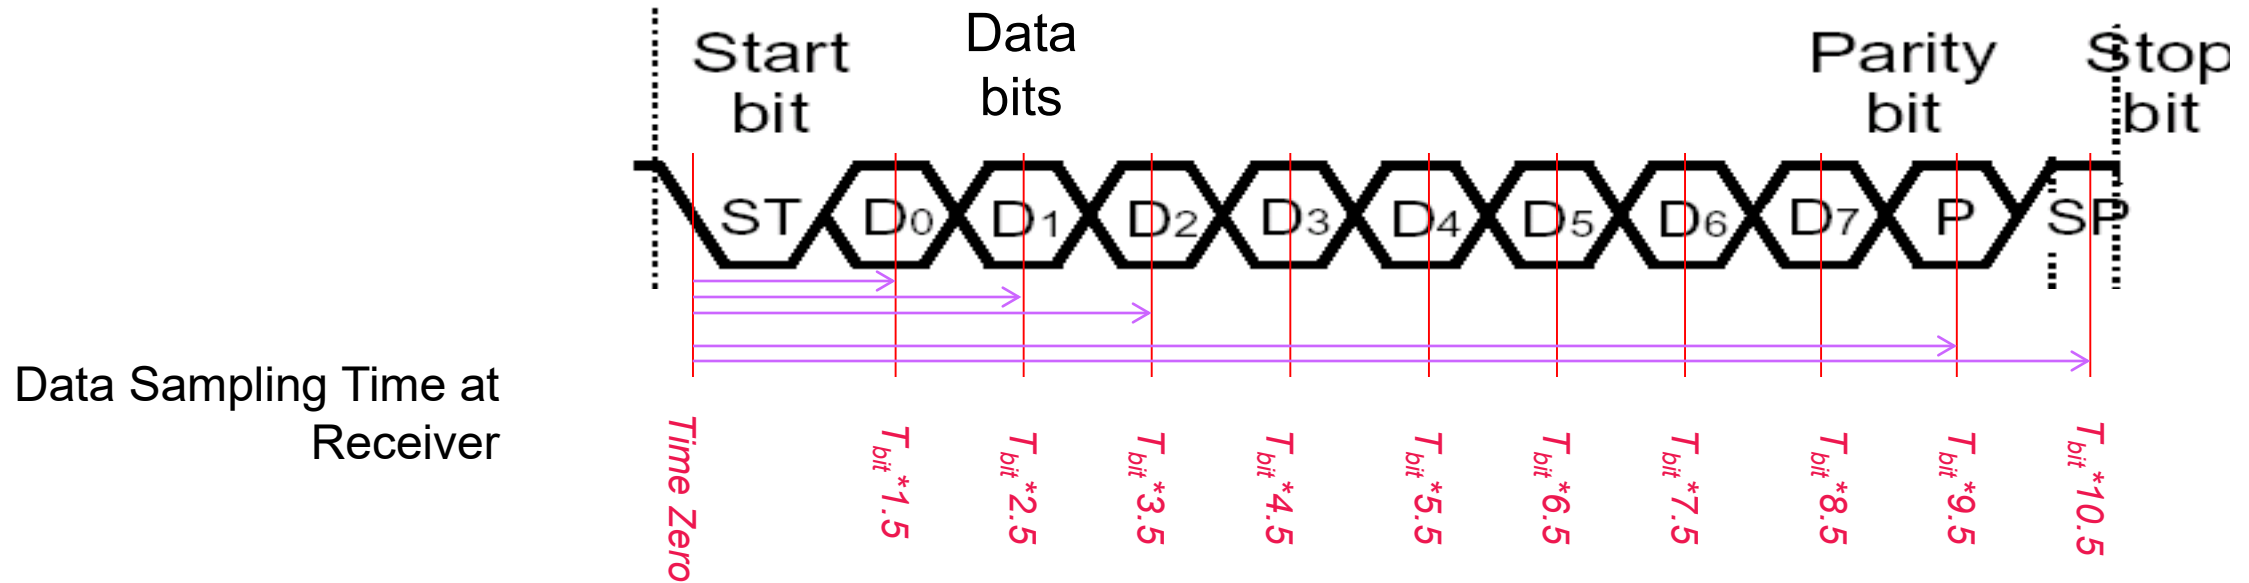 Start
bit
Data
bits
Parity
bit
Stop
bit
ST
D0
D1
D2
D3
D4
D5
D6
D7
P
SP
Data Sampling Time at
Receiver
Time Zero
Tbit *1.5
Tbit *2.5
Tbit *3.5
Tbit *4.5
Tbit *5.5
Tbit *6.5
Tbit *7.5
Tbit *8.5
Tbit *9.5
Tbit *10.5